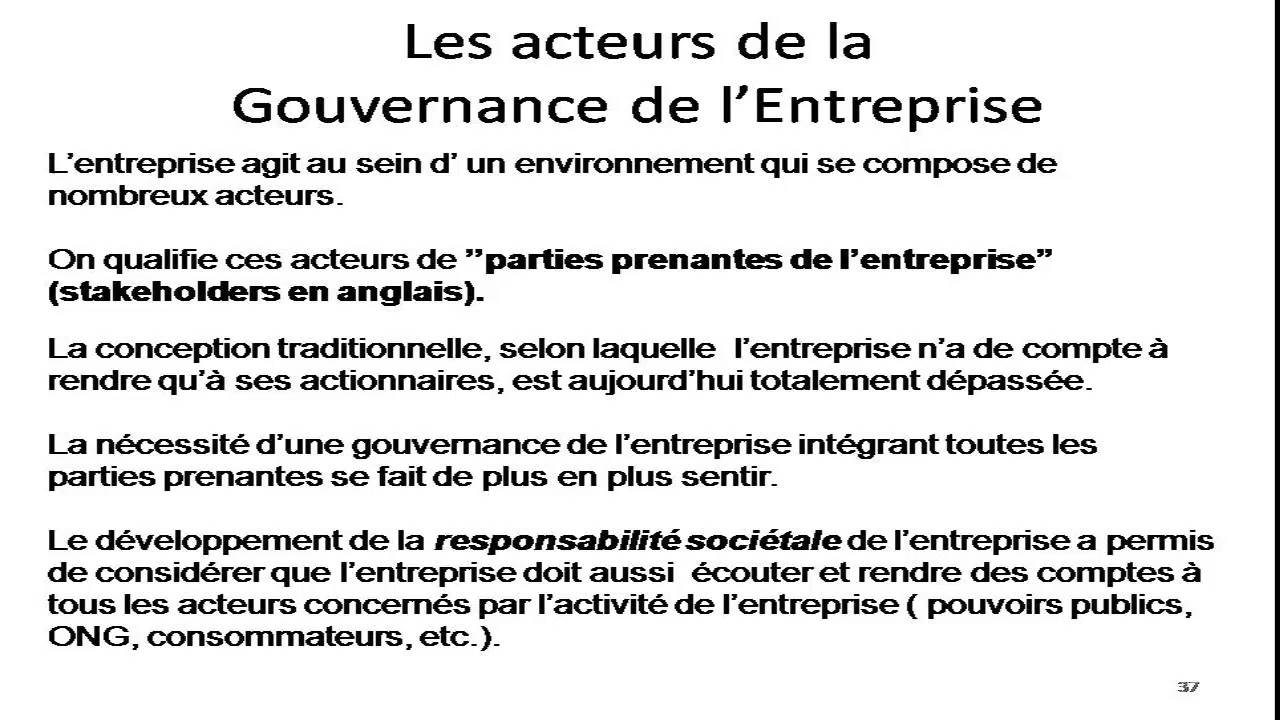 Les acteurs de la
Gouvernance de l’Entreprise
L’entreprise agit au sein d’ un environnement qui se compose de
nombreux acteurs.
On qualifie ces acteurs de ”parties prenantes de l’entreprise”
(stakeholders en anglais).
La conception traditionnelle, selon laquelle l’entreprise n’a de compte à
rendre qu’à ses actionnaires, est aujourd’hui totalement dépassée.
La nécessité d’une gouvernance de l’entreprise intégrant toutes les
parties prenantes se fait de plus en plus sentir.
Le développement de la responsabilité sociétale de l’entreprise a permis
de considérer que l’entreprise doit aussi écouter et rendre des comptes à
tous les acteurs concernés par l’activité de l’entreprise ( pouvoirs publics,
ONG, consommateurs, etc.).
37